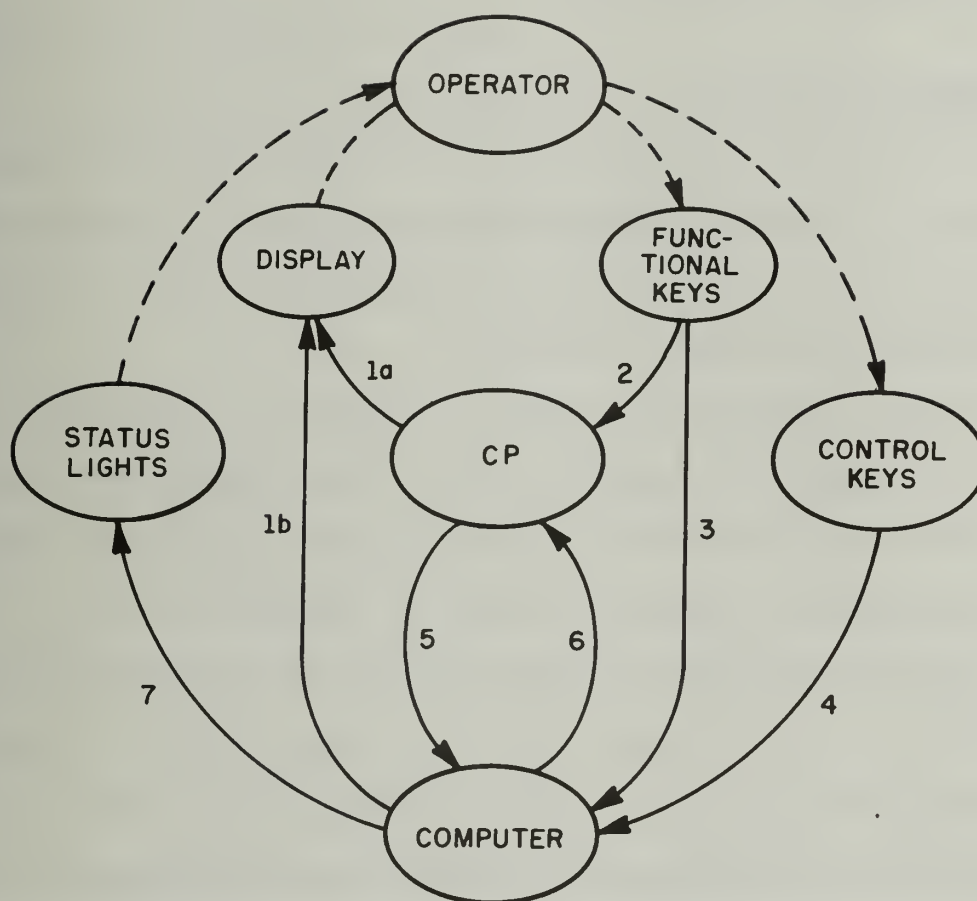 OPERATOR
DISPLAY
FUNC-
TIONAL
KEYS
1a
2
STATUS
LIGHTS
CP
CONTROL
KEYS
1b
3
5
6
7
4
COMPUTER